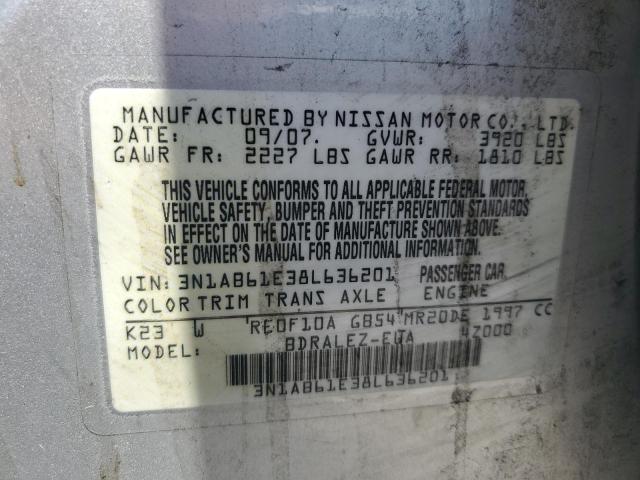 MANUFACTURED BY NISSAN MOTOR CO., LTD.
DATE: 09/07. GVWR: 3920 LBS
GAWR FR: 2227 LBS GAWR RR: 1810 LBS
THIS VEHICLE CONFORMS TO ALL APPLICABLE FEDERAL MOTOR
VEHICLE SAFETY, BUMPER AND THEFT PREVENTION STANDARDS
IN EFFECT ON THE DATE OF MANUFACTURE SHOWN ABOVE.
SEE OWNER'S MANUAL FOR ADDITIONAL INFORMATION.
VIN: 3N1AB61E38L636201 PASSENGER CAR
COLOR TRIM TRANS AXLE ENGINE
K23 W RE0F10A GB54 MR20DE 1997 CC
MODEL: BDRALEZ-EUA 47000
3N1AB61E38L636201